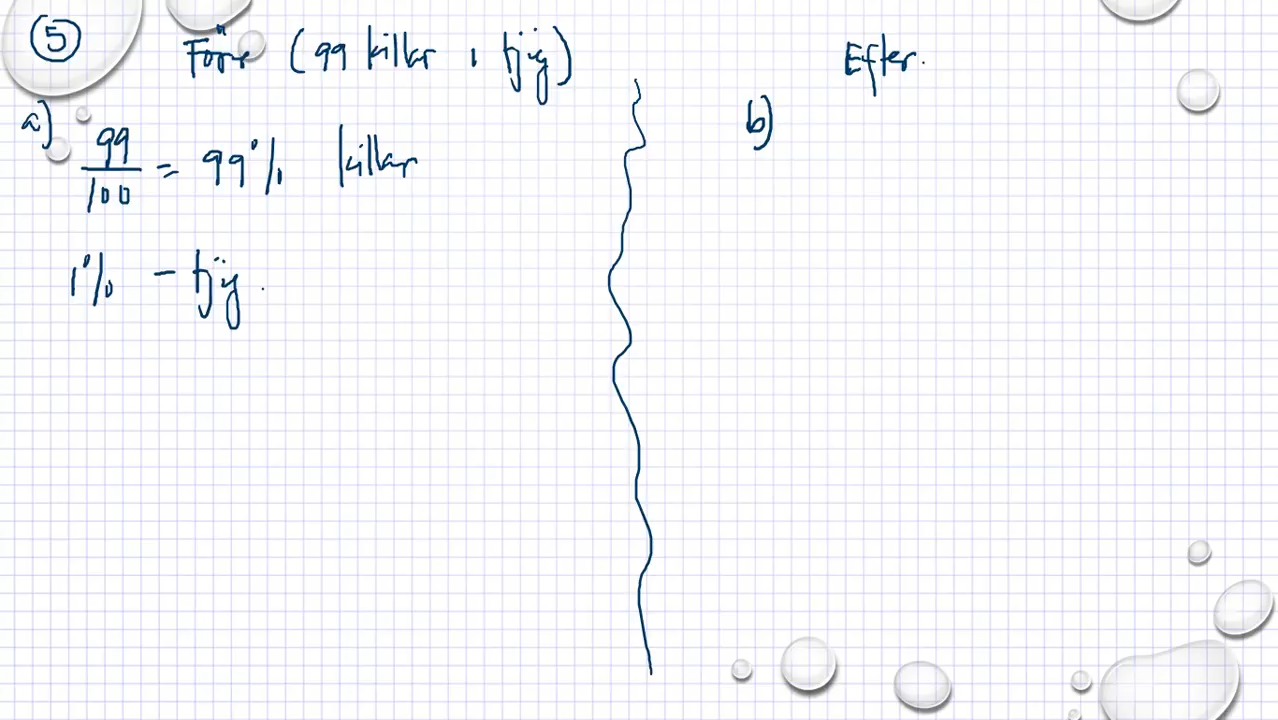 5
Före (99 killar 1 tjej)
a)
99/100 = 99% killar
1% - tjej.
Efter.
b)